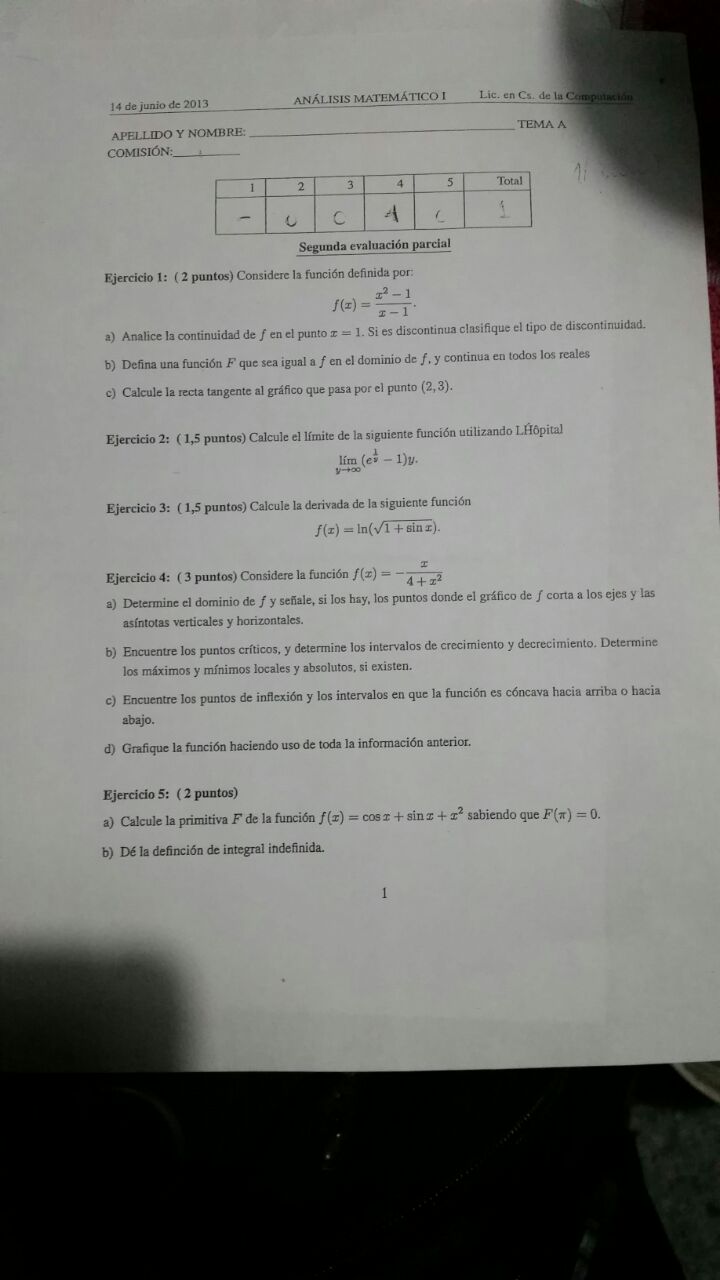 14 de junio de 2013 ANÁLISIS MATEMÁTICO I Lic. en Cs. de la Computación
APELLIDO Y NOMBRE: TEMA A
COMISIÓN:
1 2 3 4 5 Total
- C C A C 1
Segunda evaluación parcial
Ejercicio 1: ( 2 puntos) Considere la función definida por:
f(x) = \frac{x^2 - 1}{x - 1}.
a) Analice la continuidad de f en el punto x = 1. Si es discontinua clasifique el tipo de discontinuidad.
b) Defina una función F que sea igual a f en el dominio de f, y continua en todos los reales
c) Calcule la recta tangente al gráfico que pasa por el punto (2, 3).
Ejercicio 2: ( 1,5 puntos) Calcule el límite de la siguiente función utilizando LH́ôpital
\lim_{y→∞} (e^{\frac{1}{y}} - 1)y.
Ejercicio 3: ( 1,5 puntos) Calcule la derivada de la siguiente función
f(x) = ln(\sqrt{1 + sin x}).
Ejercicio 4: ( 3 puntos) Considere la función f(x) = -\frac{x}{4 + x^2}
a) Determine el dominio de f y señale, si los hay, los puntos donde el gráfico de f corta a los ejes y las
asíntotas verticales y horizontales.
b) Encuentre los puntos críticos, y determine los intervalos de crecimiento y decrecimiento. Determine
los máximos y mínimos locales y absolutos, si existen.
c) Encuentre los puntos de inflexión y los intervalos en que la función es cóncava hacia arriba o hacia
abajo.
d) Grafique la función haciendo uso de toda la información anterior.
Ejercicio 5: ( 2 puntos)
a) Calcule la primitiva F de la función f(x) = cos x + sin x + x^2 sabiendo que F(π) = 0.
b) Dé la definción de integral indefinida.
1